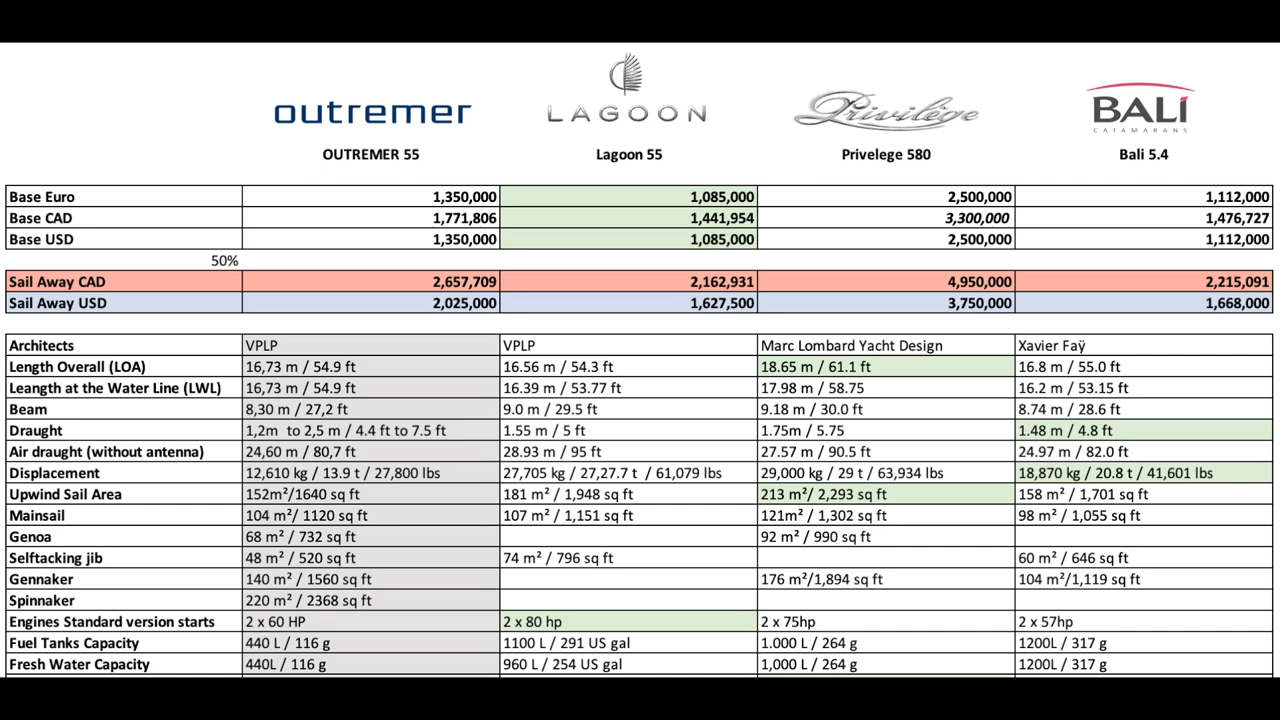 outremer LAGOON Privilège BALI
CATAMARANS
OUTREMER 55 Lagoon 55 Privelege 580 Bali 5.4
Base Euro 1,350,000 1,085,000 2,500,000 1,112,000
Base CAD 1,771,806 1,441,954 3,300,000 1,476,727
Base USD 1,350,000 1,085,000 2,500,000 1,112,000
50%
Sail Away CAD 2,657,709 2,162,931 4,950,000 2,215,091
Sail Away USD 2,025,000 1,627,500 3,750,000 1,668,000
Architects VPLP VPLP Marc Lombard Yacht Design Xavier Faÿ
Length Overall (LOA) 16,73 m / 54.9 ft 16.56 m / 54.3 ft 18.65 m / 61.1 ft 16.8 m / 55.0 ft
Leangth at the Water Line (LWL) 16,73 m / 54.9 ft 16.39 m / 53.77 ft 17.98 m / 58.75 16.2 m / 53.15 ft
Beam 8,30 m / 27,2 ft 9.0 m / 29.5 ft 9.18 m / 30.0 ft 8.74 m / 28.6 ft
Draught 1,2m to 2,5 m / 4.4 ft to 7.5 ft 1.55 m / 5 ft 1.75m / 5.75 1.48 m / 4.8 ft
Air draught (without antenna) 24,60 m / 80,7 ft 28.93 m / 95 ft 27.57 m / 90.5 ft 24.97 m / 82.0 ft
Displacement 12,610 kg / 13.9 t / 27,800 lbs 27,705 kg / 27,27.7 t / 61,079 lbs 29,000 kg / 29 t / 63,934 lbs 18,870 kg / 20.8 t / 41,601 lbs
Upwind Sail Area 152m²/1640 sq ft 181 m² / 1,948 sq ft 213 m²/ 2,293 sq ft 158 m² / 1,701 sq ft
Mainsail 104 m²/ 1120 sq ft 107 m² / 1,151 sq ft 121m² / 1,302 sq ft 98 m² / 1,055 sq ft
Genoa 68 m² / 732 sq ft 92 m² / 990 sq ft
Selftacking jib 48 m² / 520 sq ft 74 m² / 796 sq ft 60 m² / 646 sq ft
Gennaker 140 m² / 1560 sq ft 176 m²/1,894 sq ft 104 m²/1,119 sq ft
Spinnaker 220 m² / 2368 sq ft
Engines Standard version starts 2 x 60 HP 2 x 80 hp 2 x 75hp 2 x 57hp
Fuel Tanks Capacity 440 L / 116 g 1100 L / 291 US gal 1.000 L / 264 g 1200L / 317 g
Fresh Water Capacity 440L / 116 g 960 L / 254 US gal 1,000 L / 264 g 1200L / 317 g